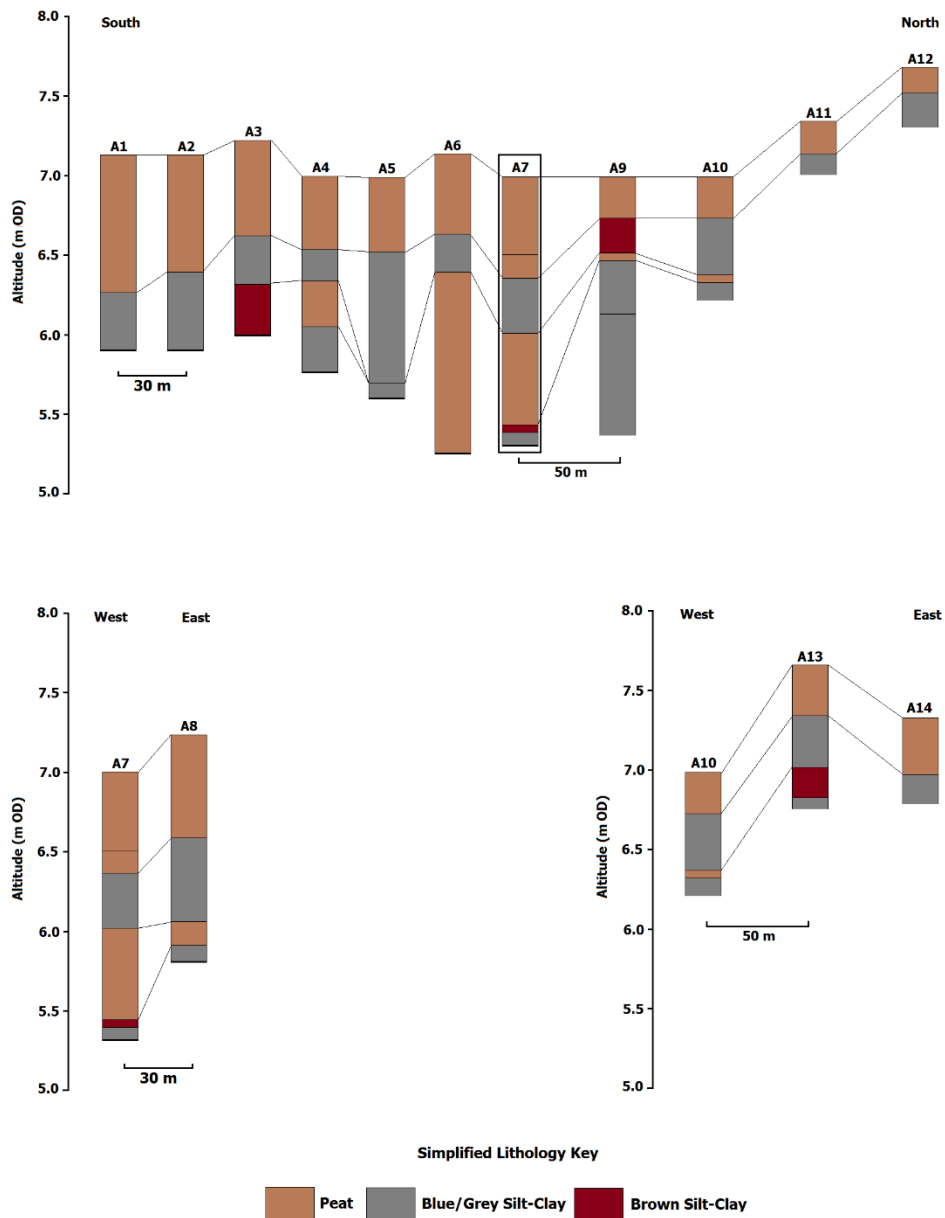 8.0
South
North
A12
7.5
A11
A3
A1
A2
A6
A4
A5
A7
A9
A10
7.0
Altitude (m OD)
6.5
6.0
30 m
5.5
50 m
5.0
8.0
West
East
7.5
A8
A7
7.0
Altitude (m OD)
6.5
6.0
5.5
30 m
5.0
8.0
West
East
A13
7.5
A14
A10
7.0
Altitude (m OD)
6.5
6.0
50 m
5.5
5.0
Simplified Lithology Key
Peat
Blue/Grey Silt-Clay
Brown Silt-Clay